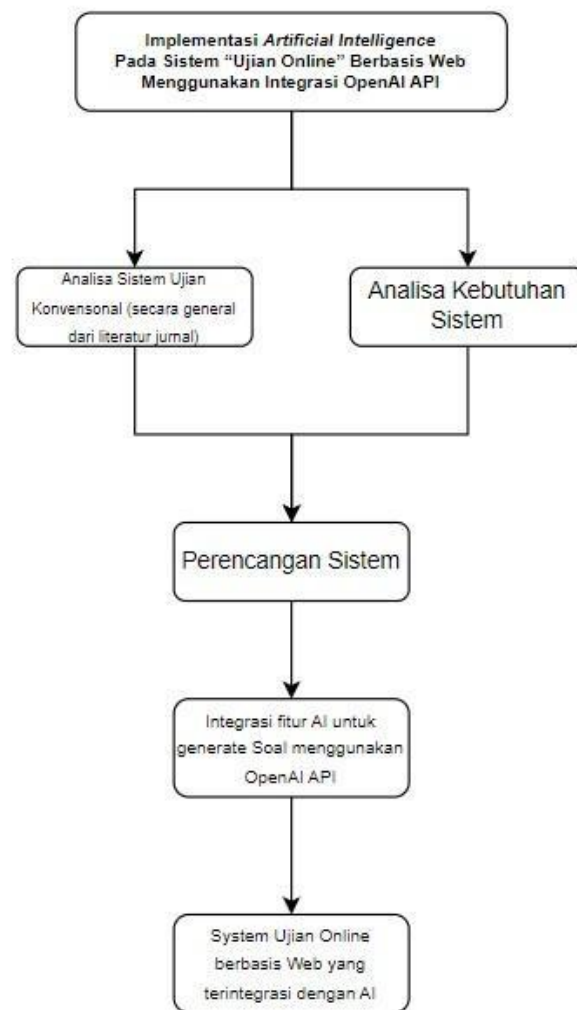 Implementasi Artificial Intelligence
Pada Sistem “Ujian Online” Berbasis Web
Menggunakan Integrasi OpenAI API
Analisa Sistem Ujian
Konvensonal (secara general
dari literatur jurnal)
Analisa Kebutuhan
Sistem
Perencangan Sistem
Integrasi fitur AI untuk
generate Soal menggunakan
OpenAI API
System Ujian Online
berbasis Web yang
terintegrasi dengan AI